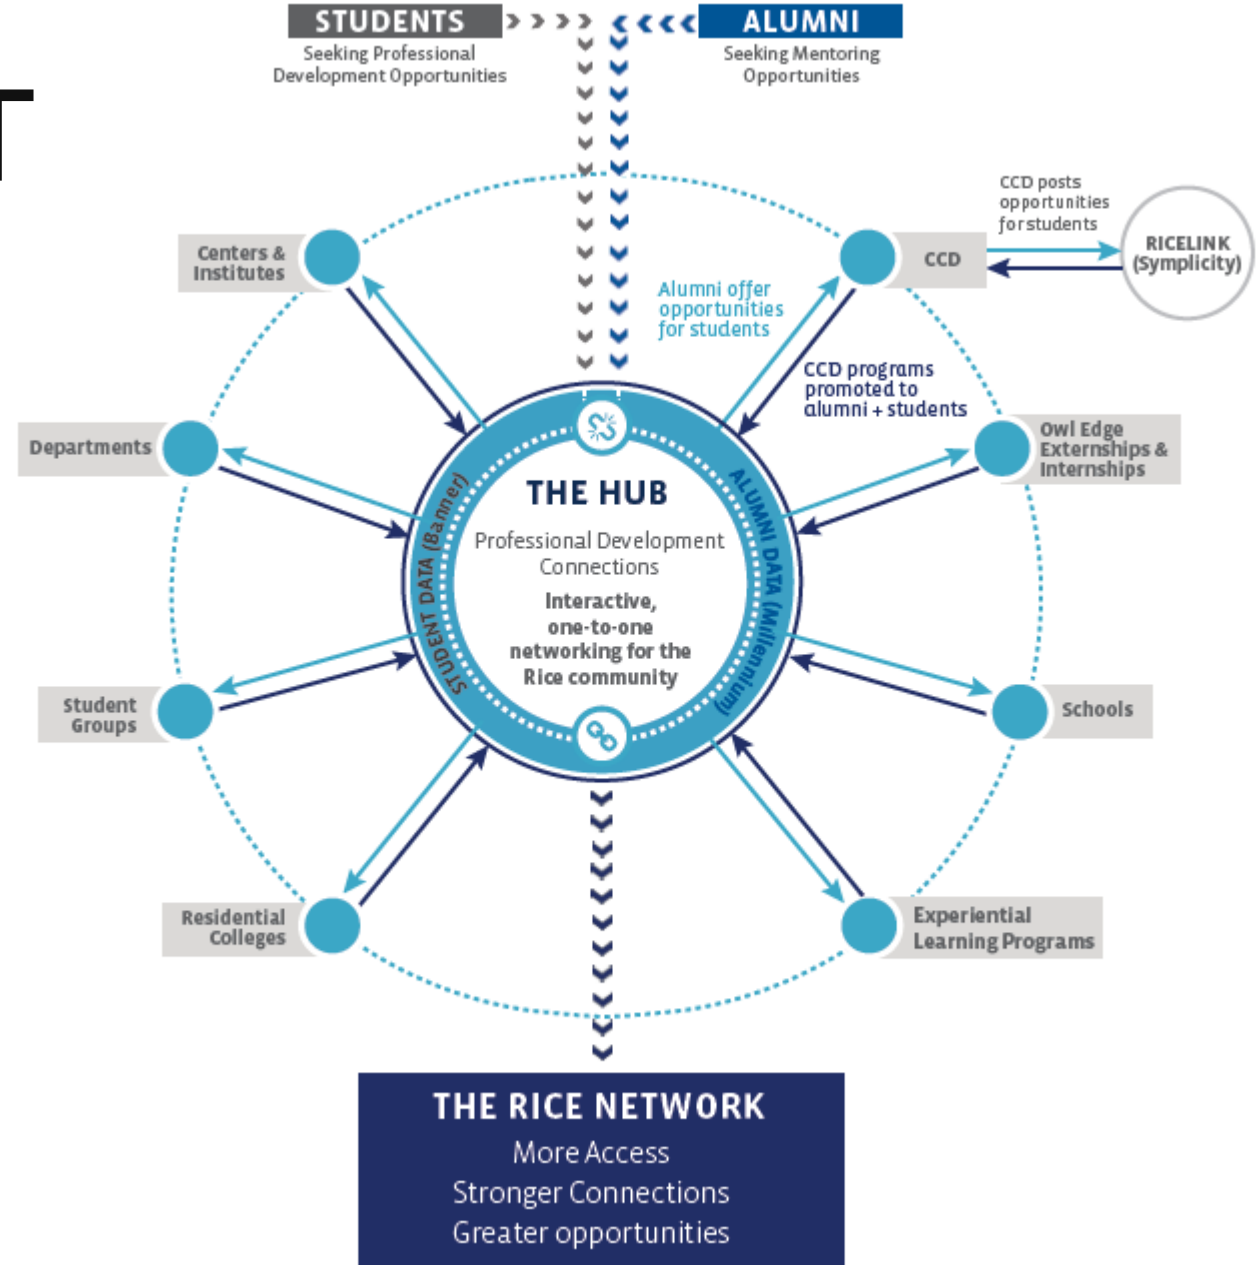 STUDENTS
Seeking Professional
Development Opportunities
ALUMNI
Seeking Mentoring
Opportunities
CCD posts
opportunities
for students
RICELINK
(Symplicity)
Centers &
Institutes
CCD
Alumni offer
opportunities
for students
CCD programs
promoted to
alumni + students
Departments
Owl Edge
Externships &
Internships
STUDENT DATA (Banner)
ALUMNI DATA (Millennium)
THE HUB
Professional Development
Connections
Interactive,
one-to-one
networking for the
Rice community
Student
Groups
Schools
Residential
Colleges
Experiential
Learning Programs
THE RICE NETWORK
More Access
Stronger Connections
Greater opportunities